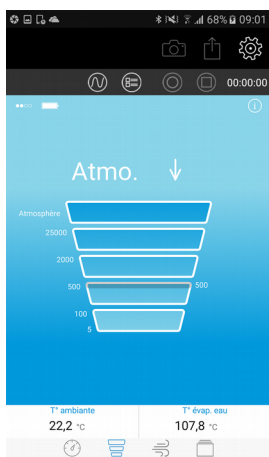 68% 09:01
00:00:00
Atmo. ↓
Atmosphère
25000
2000
500 500
100
5
T° ambiante T° évap. eau
22,2 °C 107,8 °C